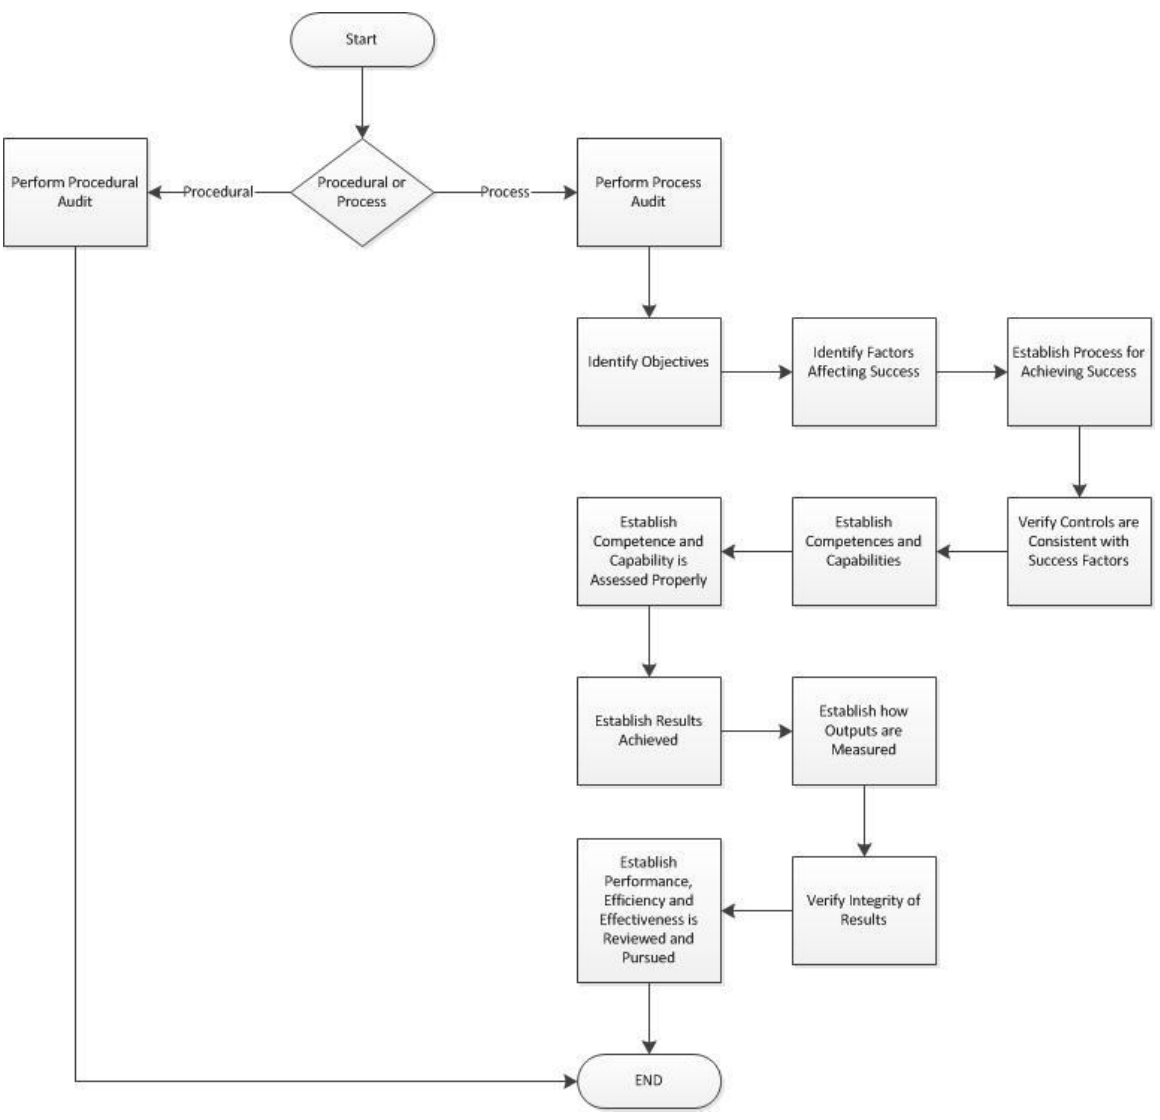 Start
Perform Procedural
Audit
Procedural
Procedural or
Process
Process
Perform Process
Audit
Identify Objectives
Identify Factors
Affecting Success
Establish Process for
Achieving Success
Establish
Competence and
Capability is
Assessed Properly
Establish
Competences and
Capabilities
Verify Controls are
Consistent with
Success Factors
Establish Results
Achieved
Establish how
Outputs are
Measured
Establish
Performance,
Efficiency and
Effectiveness is
Reviewed and
Pursued
Verify Integrity of
Results
END